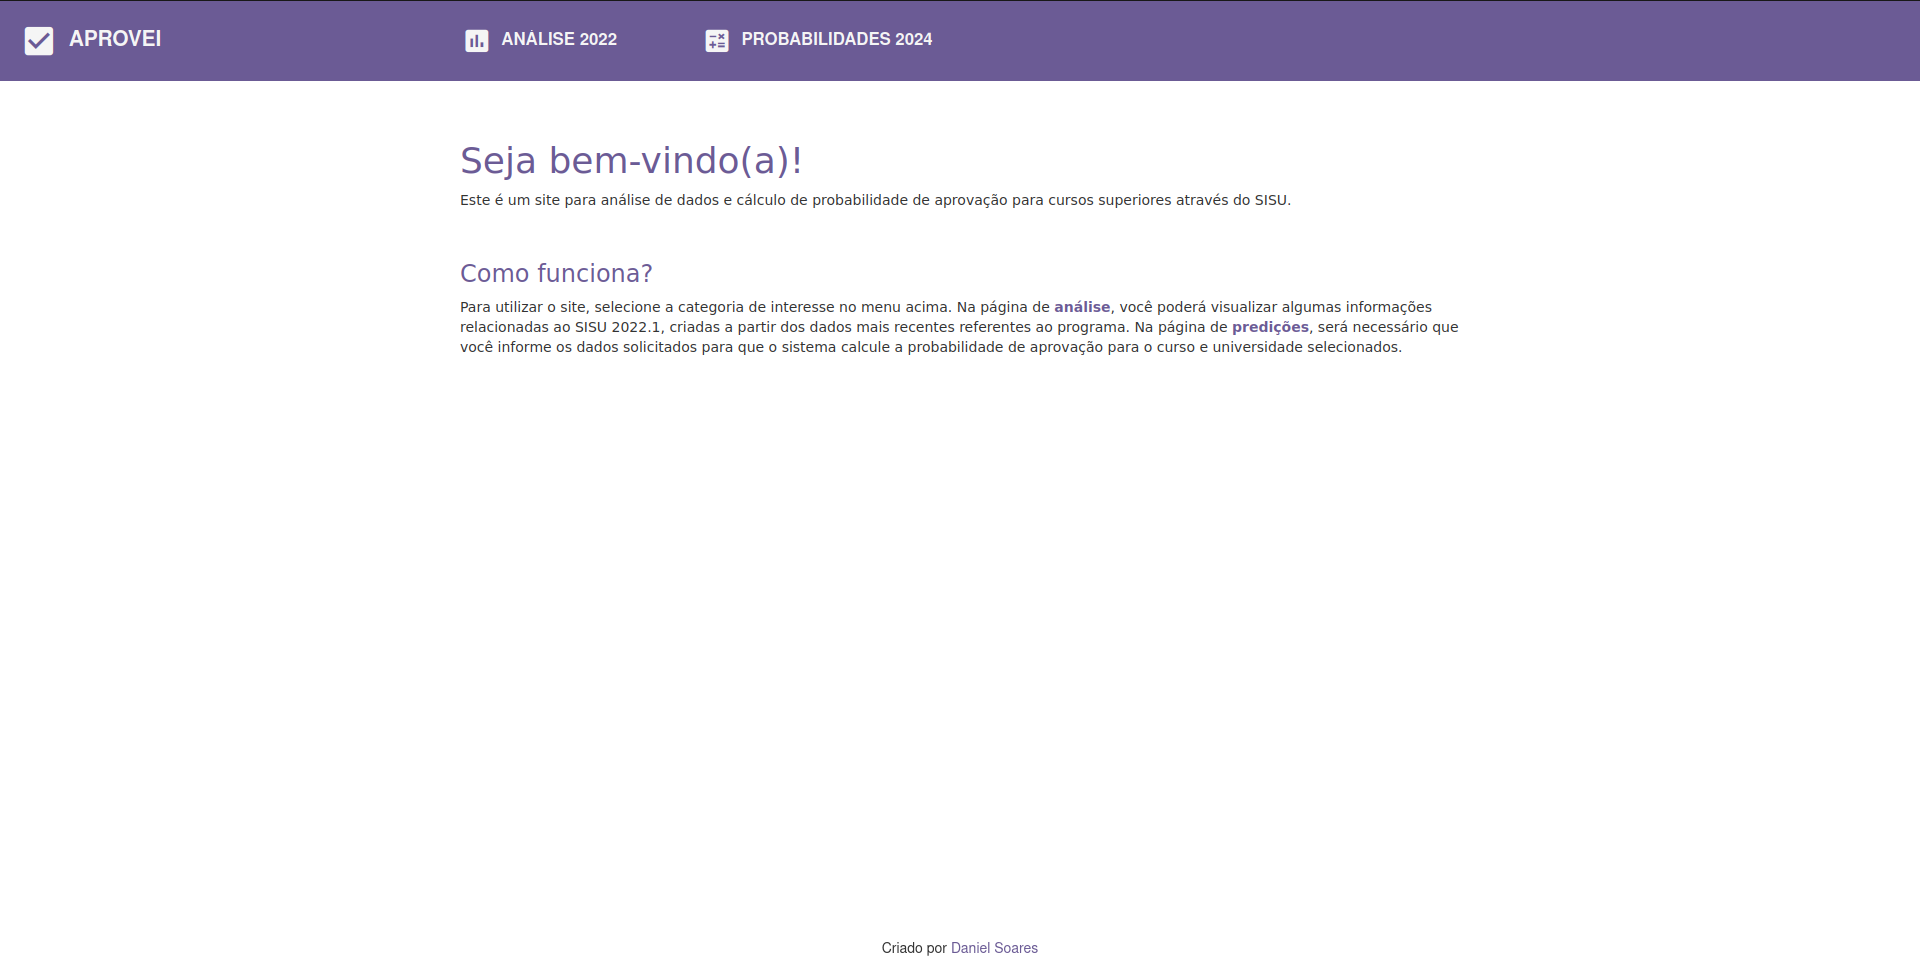 APROVEI
ANÁLISE 2022
PROBABILIDADES 2024
Seja bem-vindo(a)!
Este é um site para análise de dados e cálculo de probabilidade de aprovação para cursos superiores através do SISU.
Como funciona?
Para utilizar o site, selecione a categoria de interesse no menu acima. Na página de análise, você poderá visualizar algumas informações
relacionadas ao SISU 2022.1, criadas a partir dos dados mais recentes referentes ao programa. Na página de predições, será necessário que
você informe os dados solicitados para que o sistema calcule a probabilidade de aprovação para o curso e universidade selecionados.
Criado por Daniel Soares